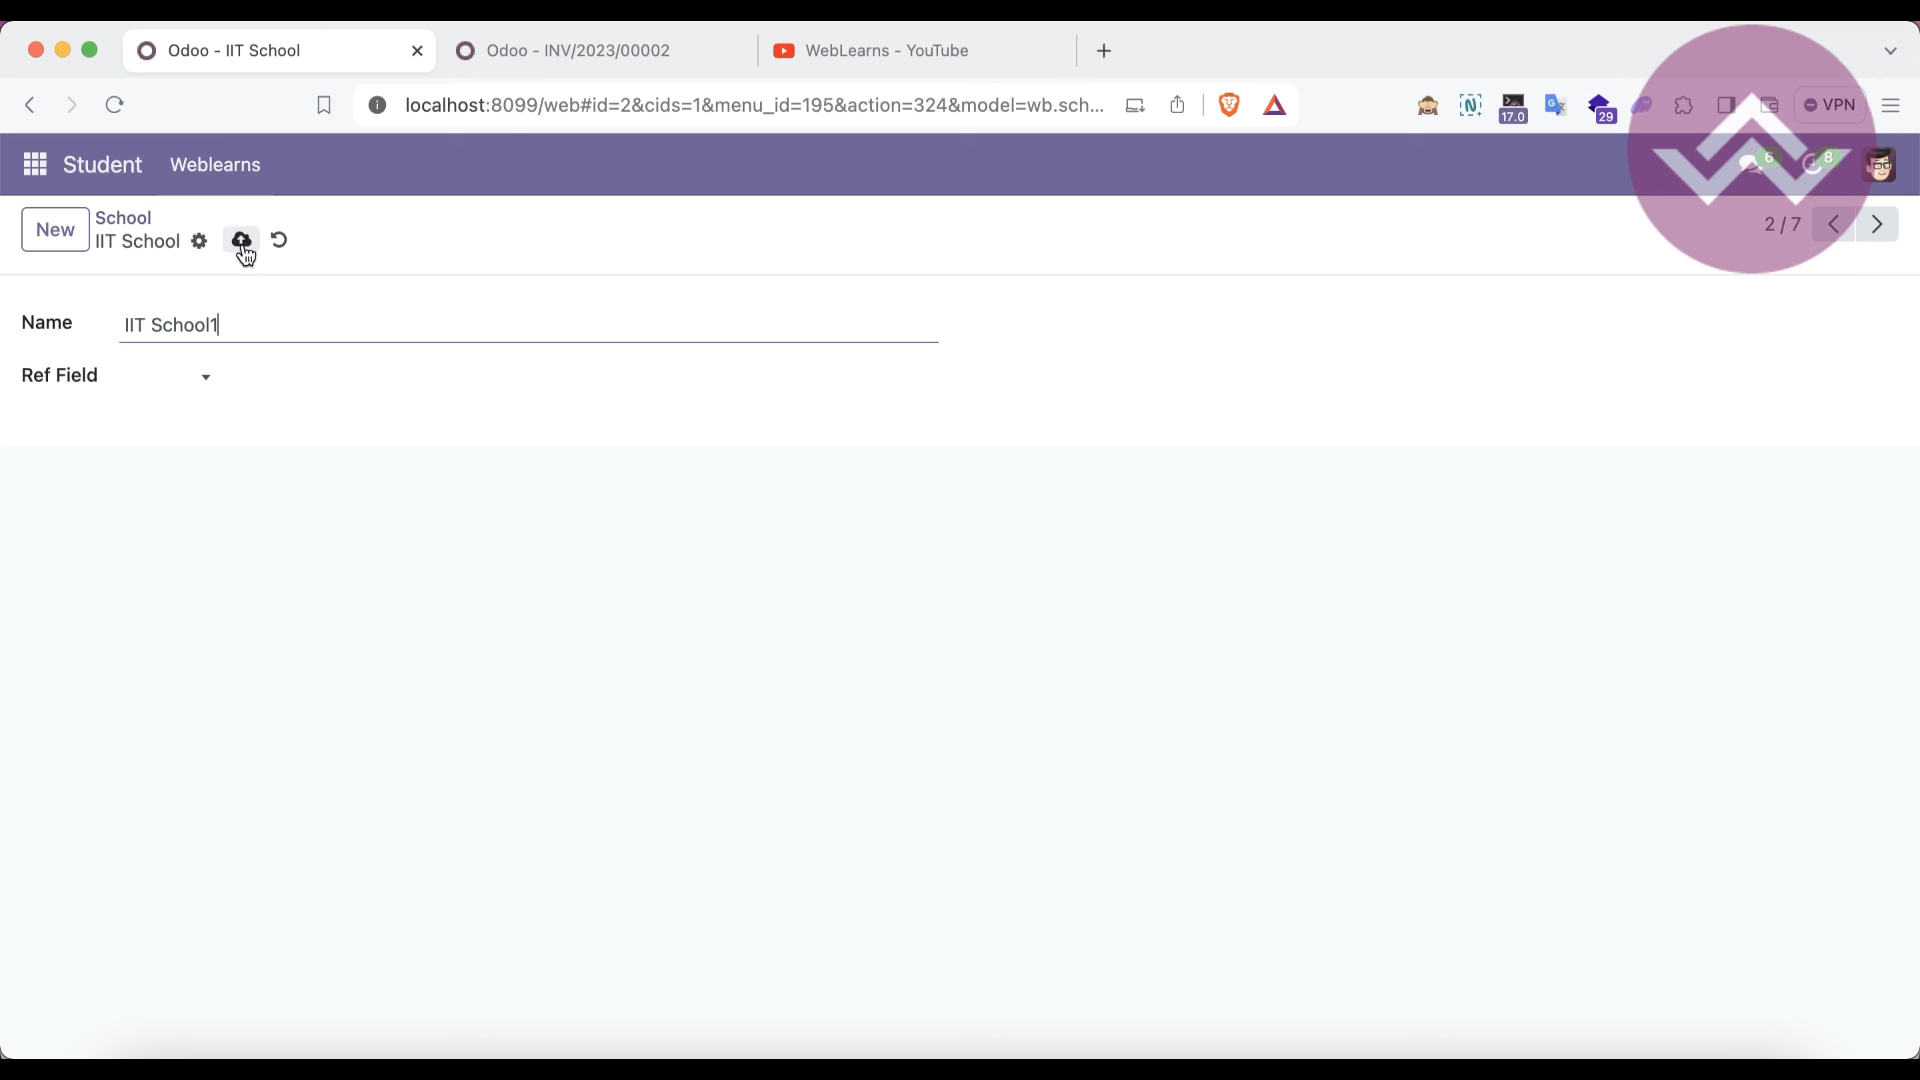 Odoo - IIT School
Odoo - INV/2023/00002
WebLearns - YouTube
localhost:8099/web#id=2&cids=1&menu_id=195&action=324&model=wb.sch...
17.0
29
VPN
Student
Weblearns
6
8
New
School
IIT School
2 / 7
Name
IIT School1
Ref Field